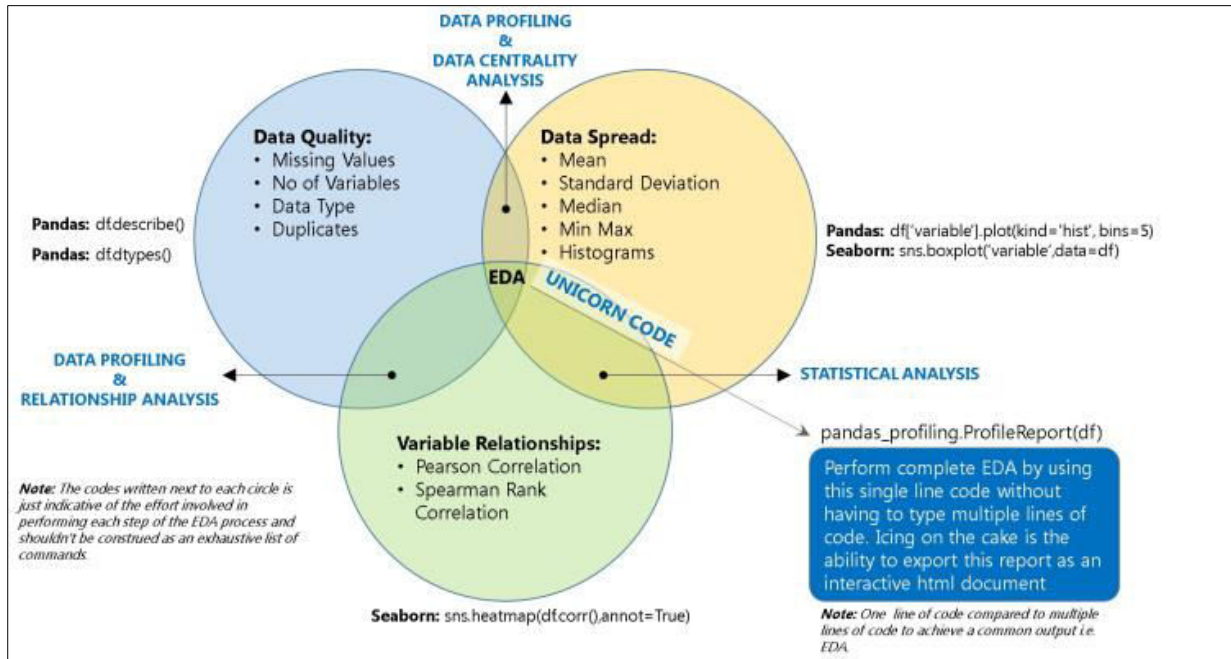 DATA PROFILING
&
DATA CENTRALITY
ANALYSIS
Data Quality:
• Missing Values
• No of Variables
• Data Type
• Duplicates
Data Spread:
• Mean
• Standard Deviation
• Median
• Min Max
• Histograms
Pandas: df.describe()
Pandas: df.dtypes()
Pandas: df['variable'].plot(kind='hist', bins=5)
Seaborn: sns.boxplot('variable',data=df)
EDA
UNICORN CODE
DATA PROFILING
&
RELATIONSHIP ANALYSIS
STATISTICAL ANALYSIS
Variable Relationships:
• Pearson Correlation
• Spearman Rank
Correlation
pandas_profiling.ProfileReport(df)
Perform complete EDA by using
this single line code without
having to type multiple lines of
code. Icing on the cake is the
ability to export this report as an
interactive html document
Note: The codes written next to each circle is
just indicative of the effort involved in
performing each step of the EDA process and
shouldn't be construed as an exhaustive list of
commands.
Seaborn: sns.heatmap(df.corr(),annot=True)
Note: One line of code compared to multiple
lines of code to achieve a common output i.e.
EDA.